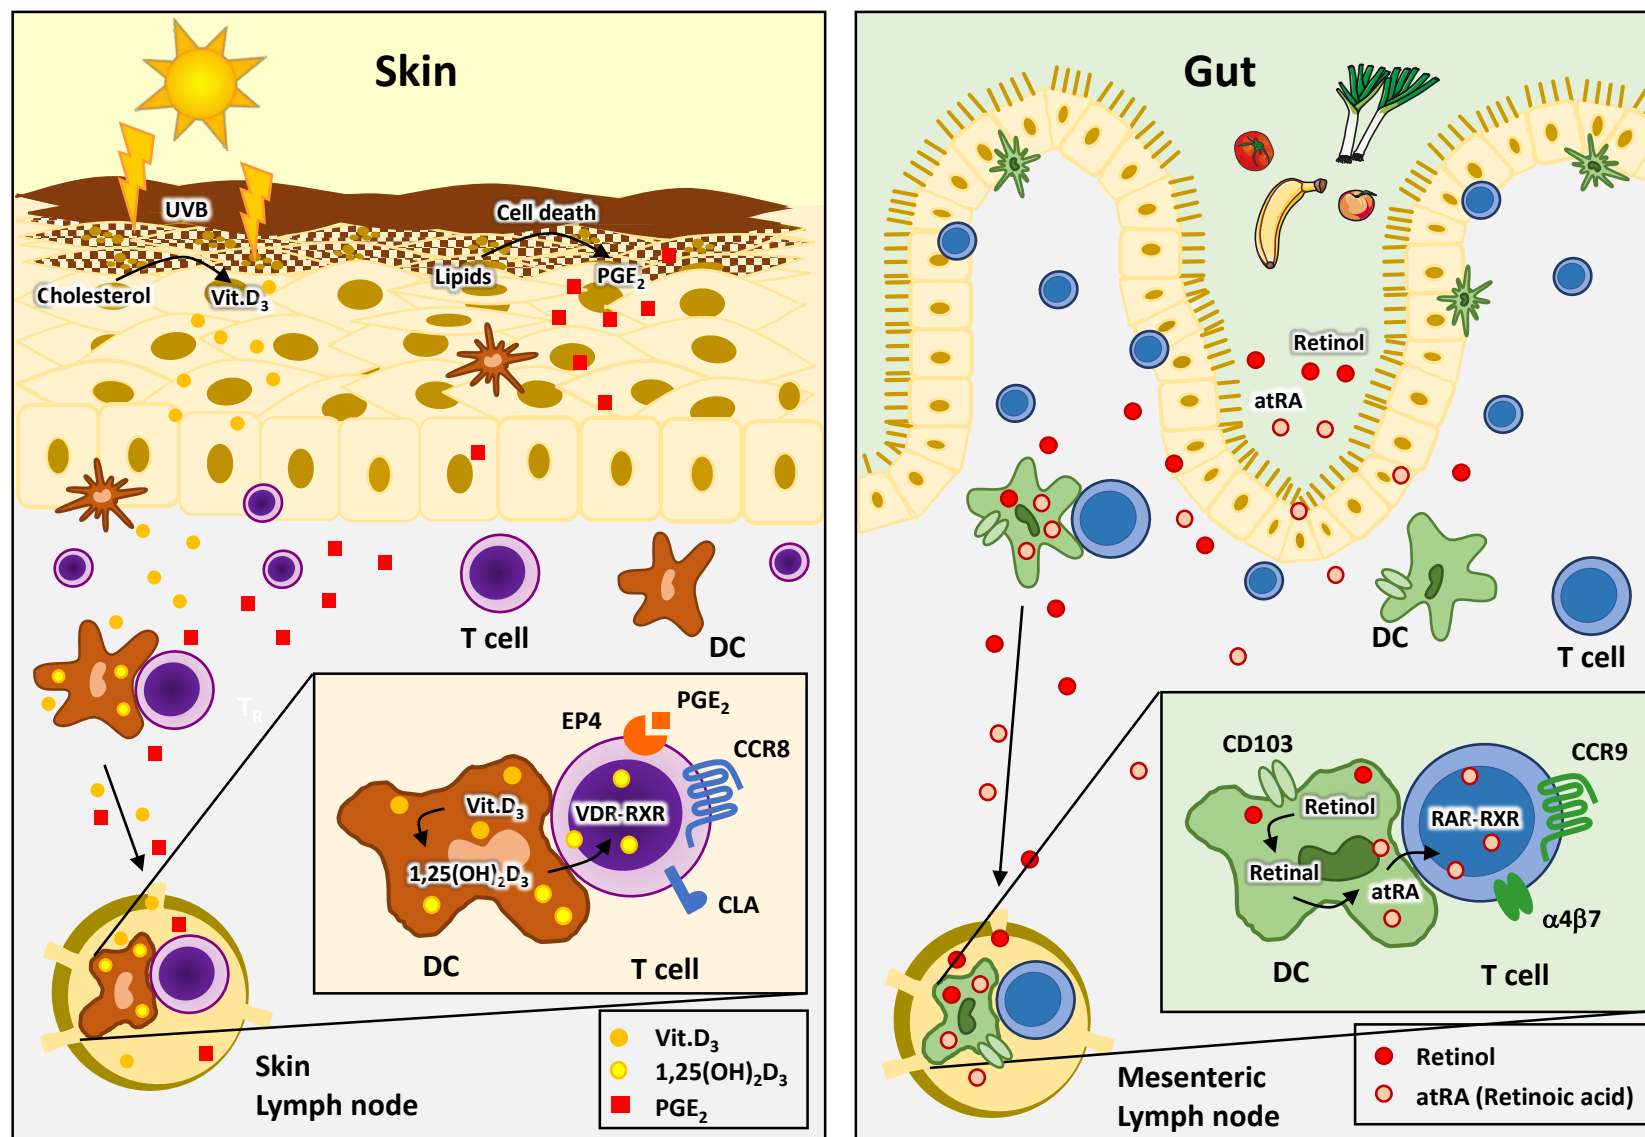 Skin
UVB
Cell death
Cholesterol
Vit.D₃
Lipids
PGE₂
T cell
DC
T_R
EP4
PGE₂
CCR8
Vit.D₃
VDR-RXR
1,25(OH)₂D₃
CLA
DC
T cell
Skin
Lymph node
Vit.D₃
1,25(OH)₂D₃
PGE₂
Gut
Retinol
atRA
DC
T cell
CD103
CCR9
Retinol
RAR-RXR
Retinal
atRA
α4β7
DC
T cell
Mesenteric
Lymph node
Retinol
atRA (Retinoic acid)